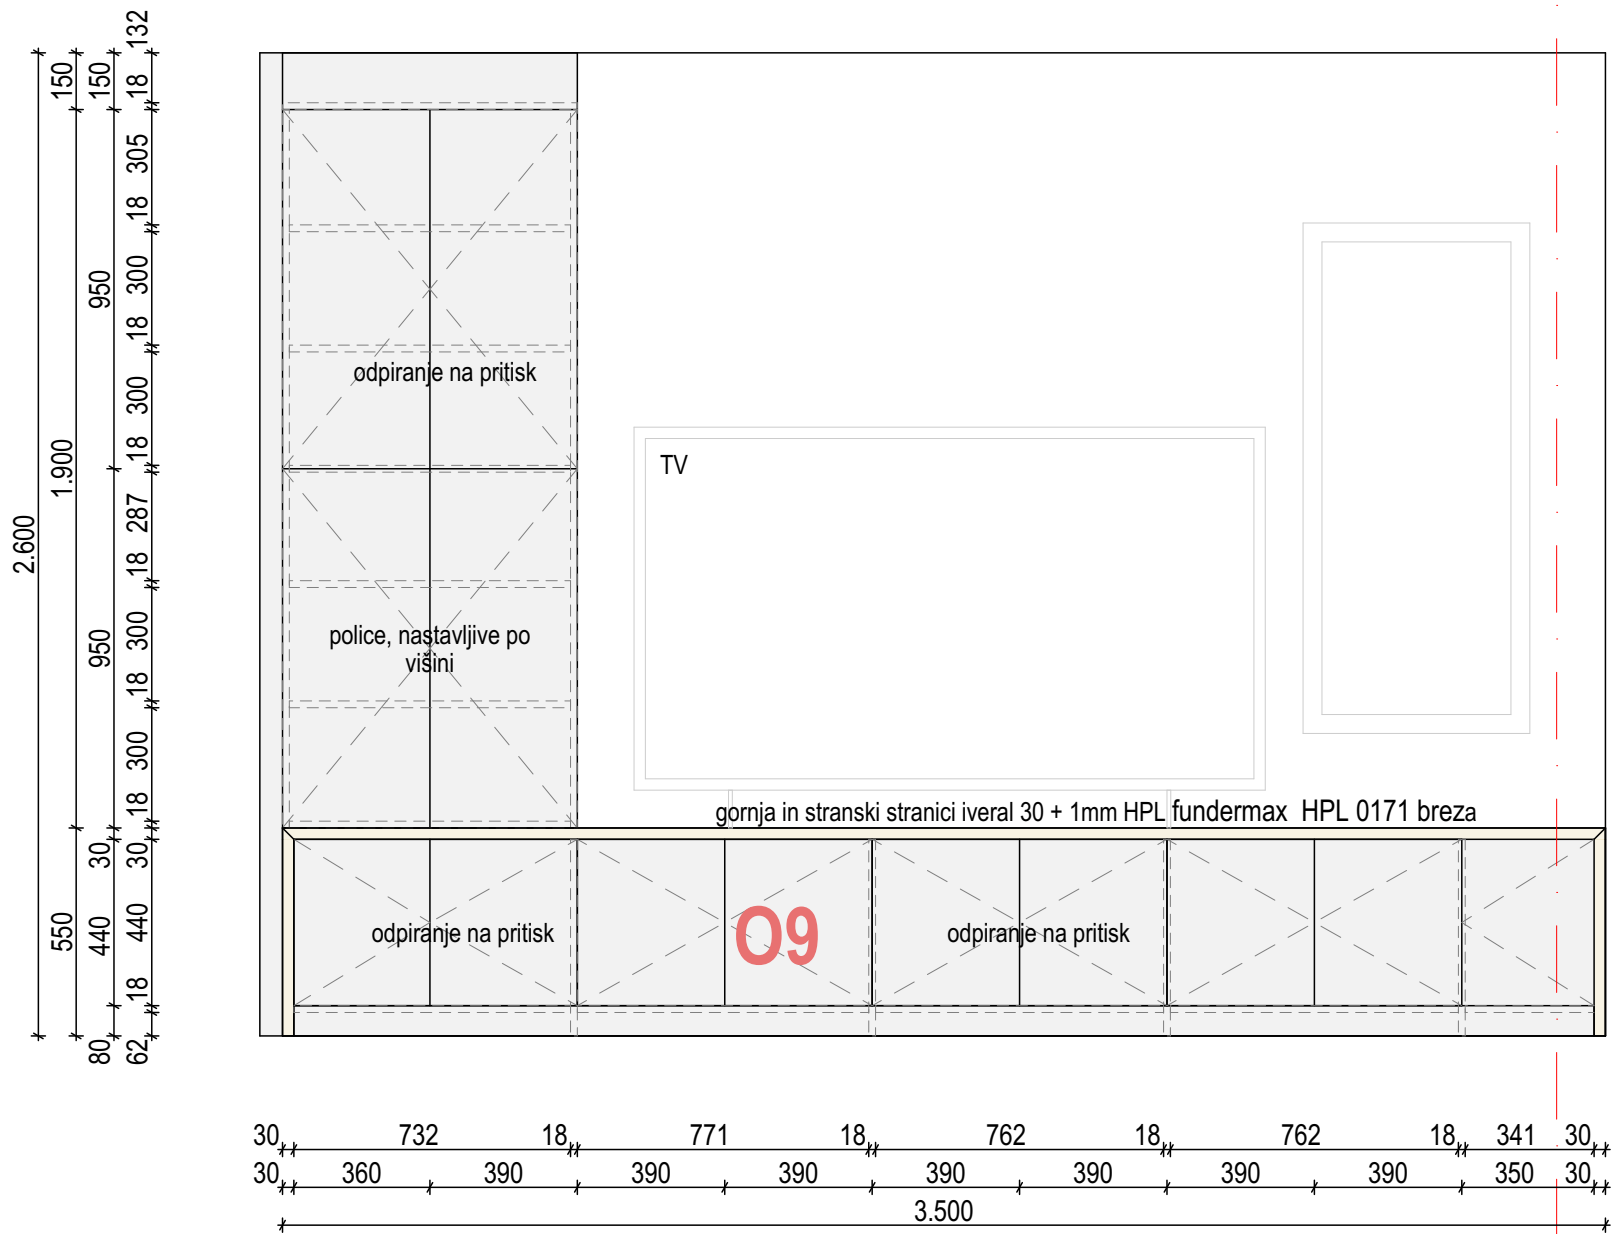 132
150
150
18
305
18
300
950
18
300
18
1.900
287
2.600
18
300
950
18
300
18
30
30
550
440
440
18
80
62
odpiranje na pritisk
TV
police, nastavljive po
višini
gornja in stranski stranici iveral 30 + 1mm HPL fundermax HPL 0171 breza
odpiranje na pritisk
O9
odpiranje na pritisk
30 732 18 771 18 762 18 762 18 341 30
30 360 390 390 390 390 390 390 390 350 30
3.500